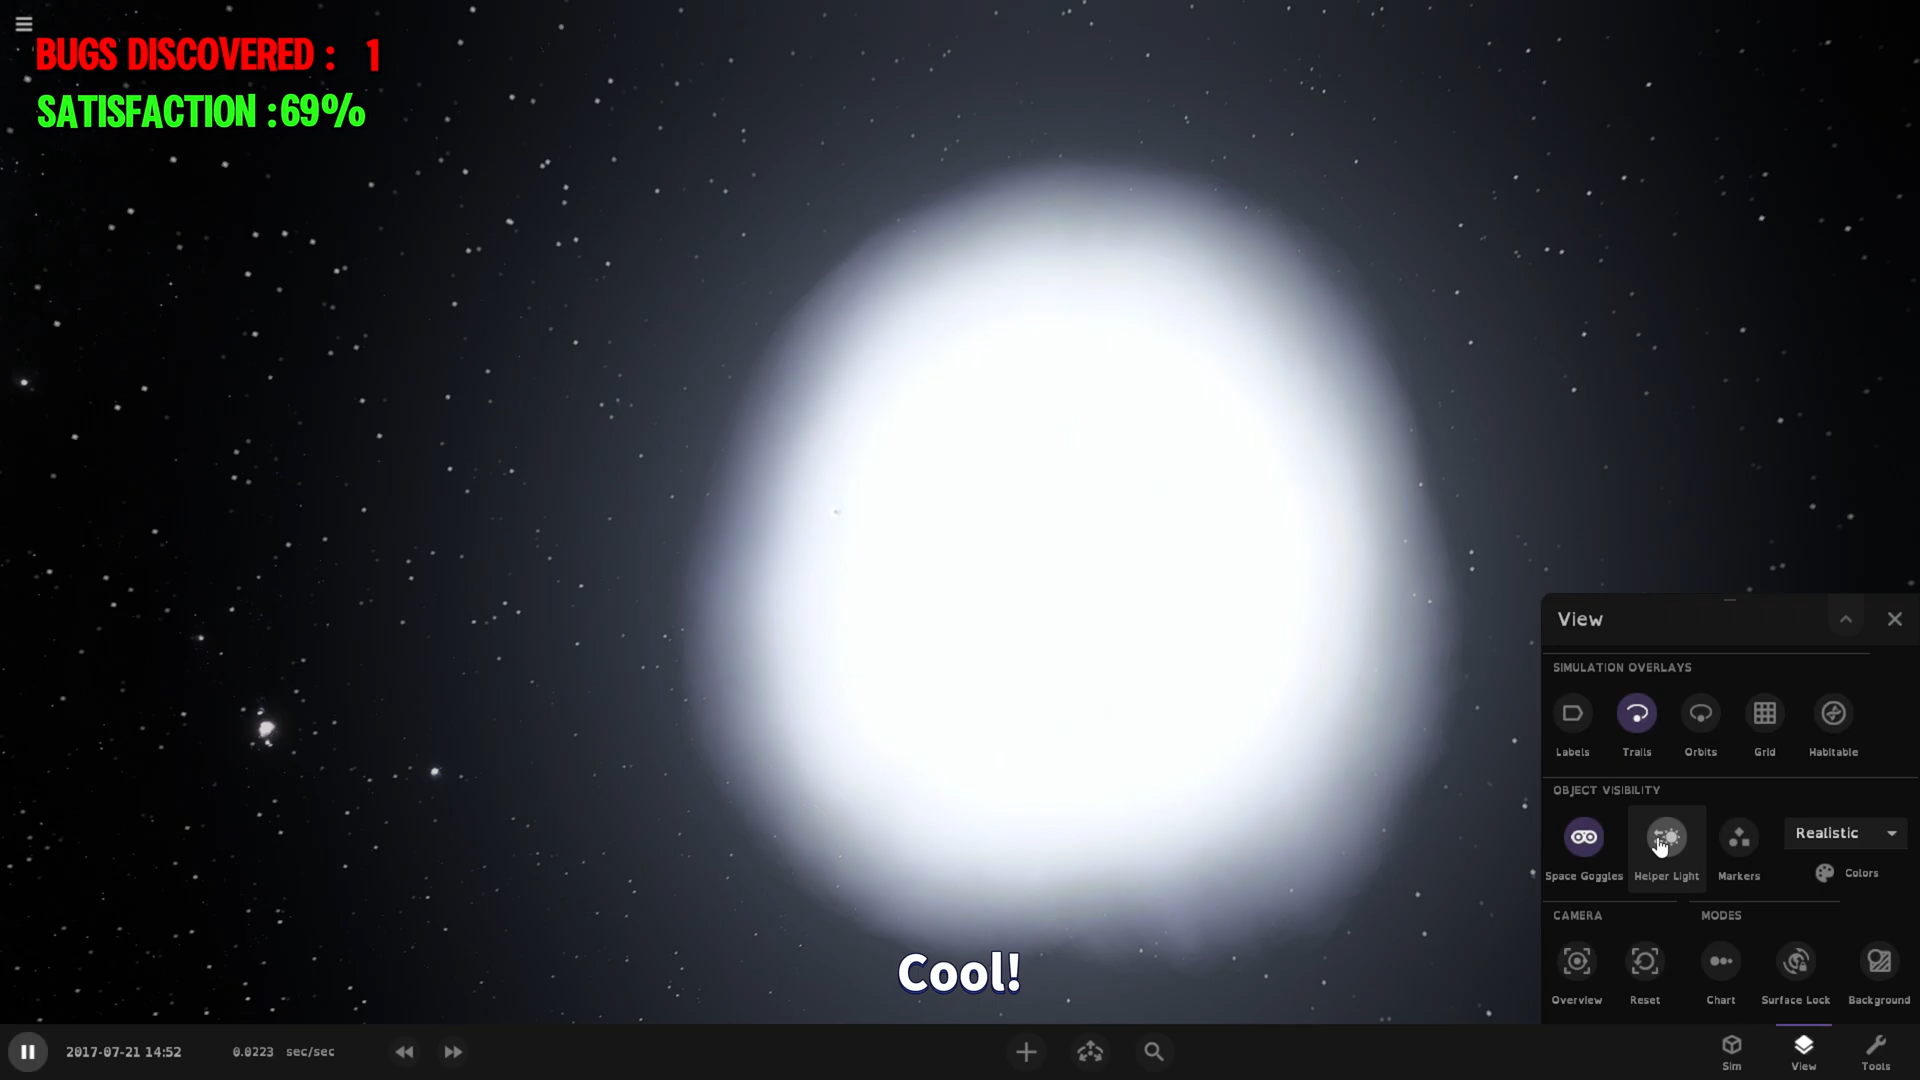 BUGS DISCOVERED : 1
SATISFACTION :69%
View
SIMULATION OVERLAYS
Labels Trails Orbits Grid Habitable
OBJECT VISIBILITY
Realistic
Space Goggles Helper Light Markers Colors
CAMERA MODES
Overview Reset Chart Surface Lock Background
Cool!
2017-07-21 14:52 0.0223 sec/sec
Sim View Tools